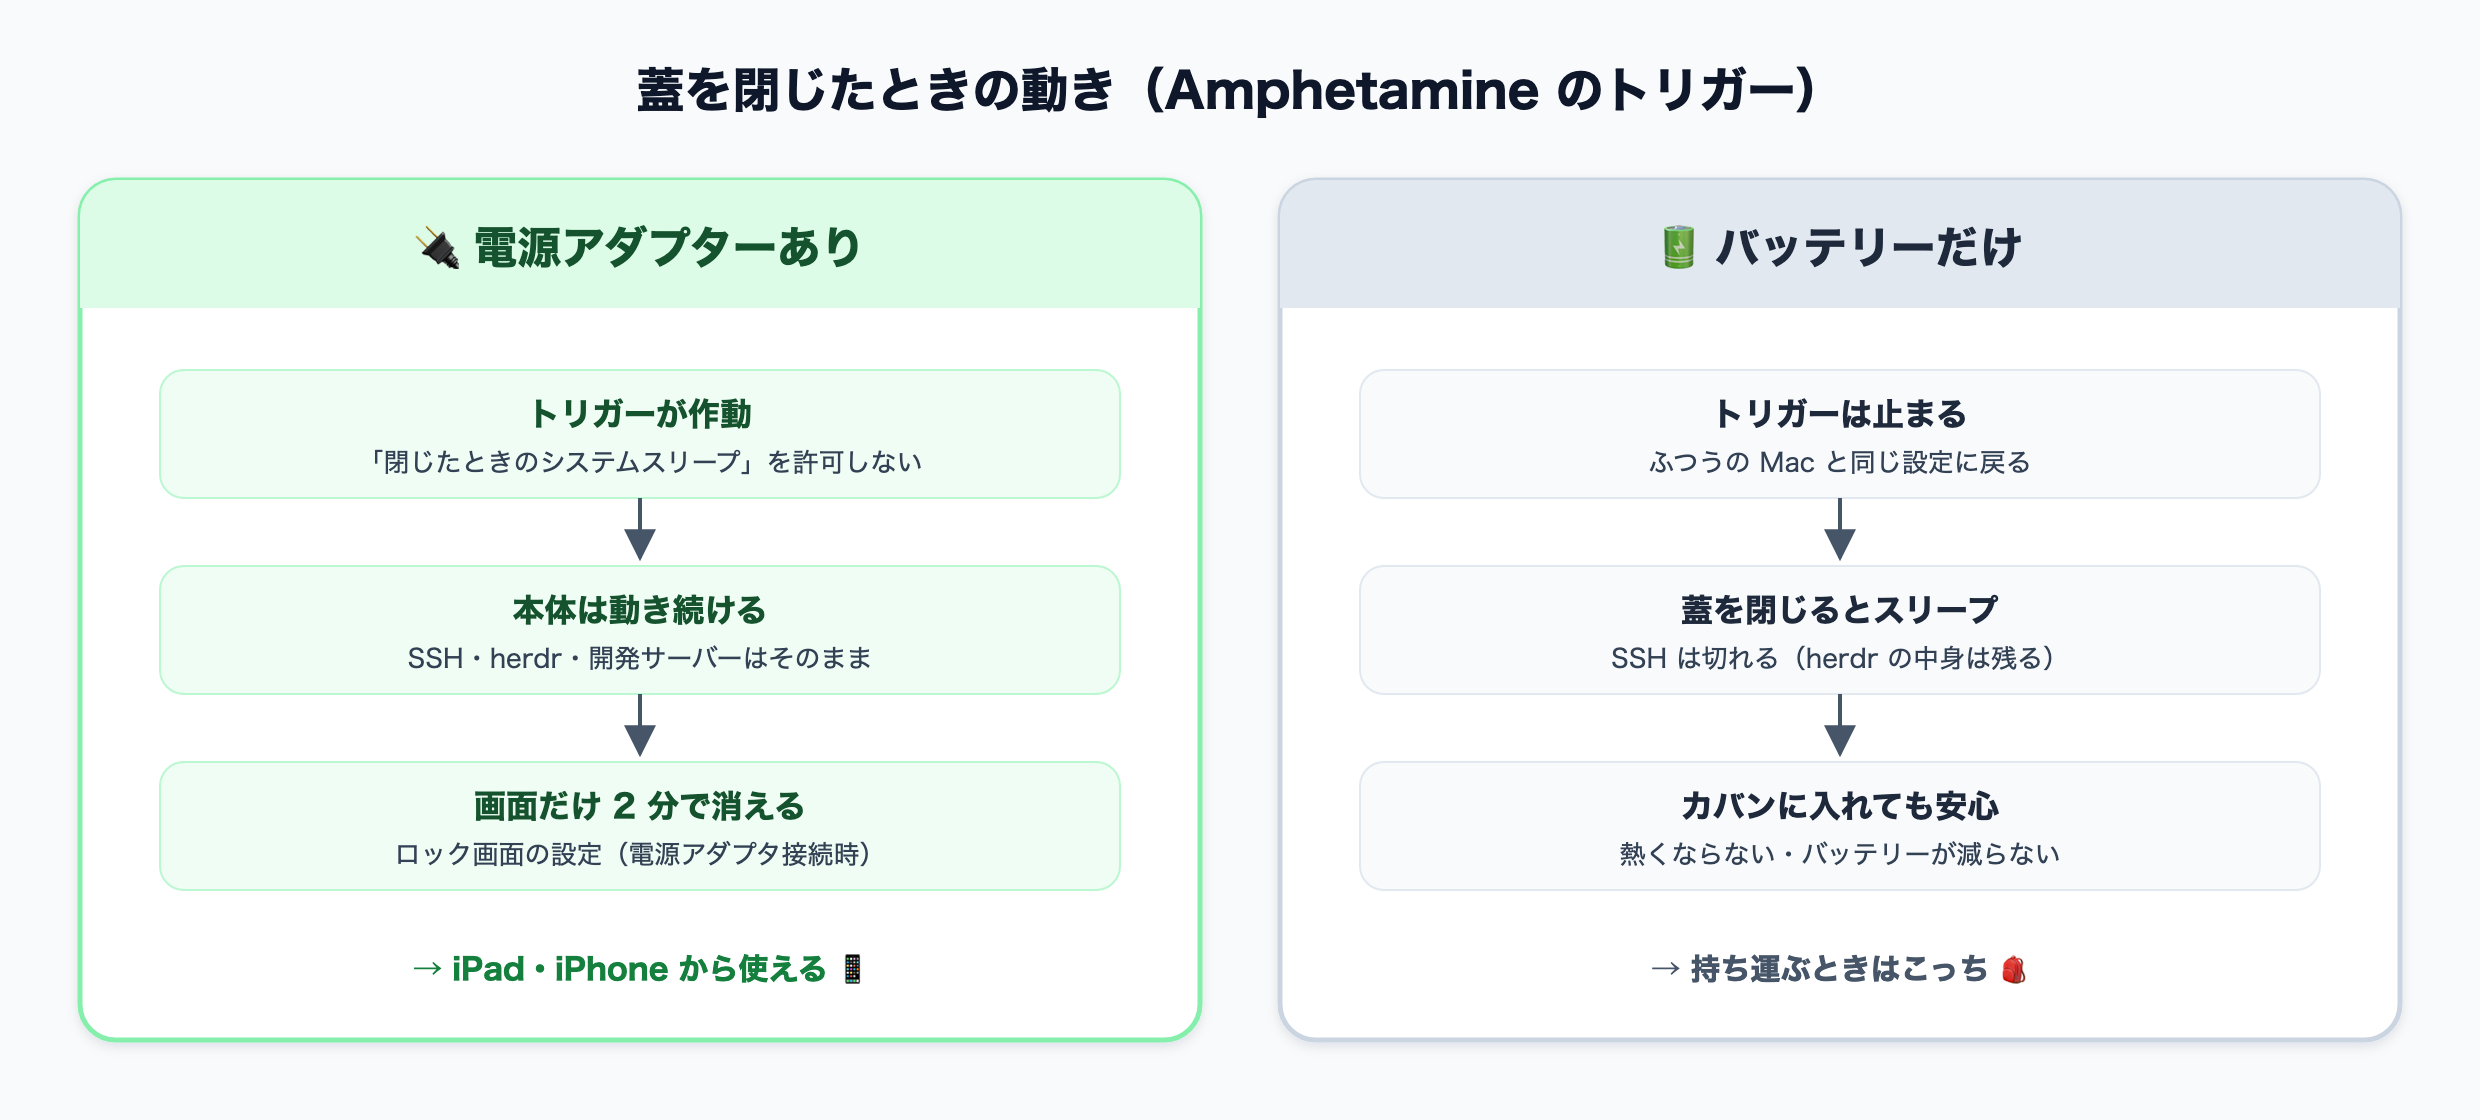 蓋を閉じたときの動き（Amphetamine のトリガー）
🔌 電源アダプターあり
トリガーが作動
「閉じたときのシステムスリープ」を許可しない
本体は動き続ける
SSH・herdr・開発サーバーはそのまま
画面だけ 2 分で消える
ロック画面の設定（電源アダプタ接続時）
→ iPad・iPhone から使える 📱
🔋 バッテリーだけ
トリガーは止まる
ふつうの Mac と同じ設定に戻る
蓋を閉じるとスリープ
SSH は切れる（herdr の中身は残る）
カバンに入れても安心
熱くならない・バッテリーが減らない
→ 持ち運ぶときはこっち 🎒